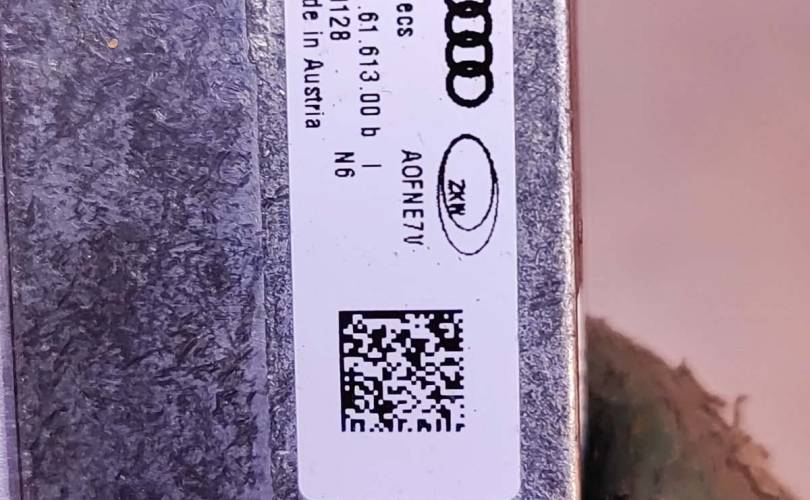 ZKW
ecs AOFNE7V
.61.613.00 b |
128 N6
de in Austria